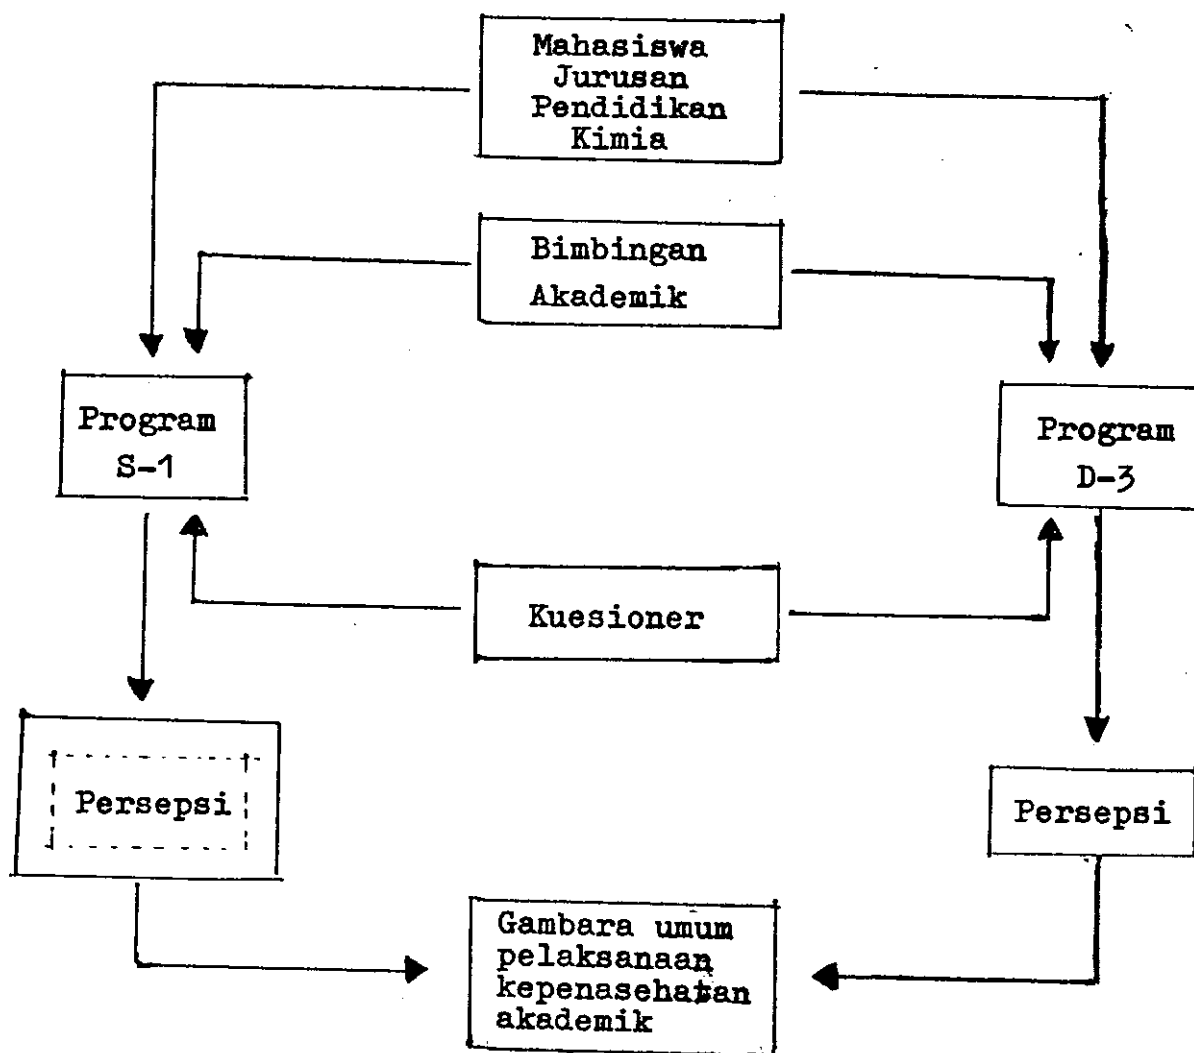 Mahasiswa
Jurusan
Pendidikan
Kimia
Bimbingan
Akademik
Program
S-1
Program
D-3
Kuesioner
Persepsi
Persepsi
Gambara umum
pelaksanaan
kepenasehatan
akademik